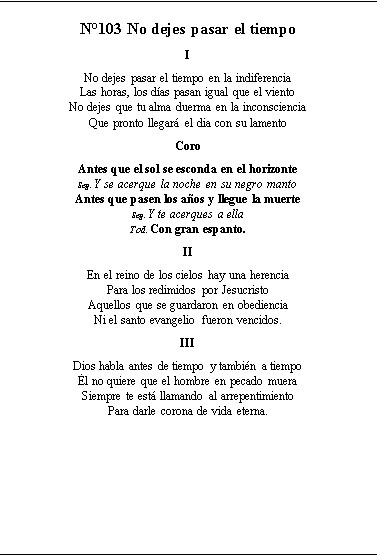 N°103 No dejes pasar el tiempo
I
No dejes pasar el tiempo en la indiferencia
Las horas, los días pasan igual que el viento
No dejes que tu alma duerma en la inconsciencia
Que pronto llegará el dia con su lamento
Coro
Antes que el sol se esconda en el horizonte
Seg. Y se acerque la noche en su negro manto
Antes que pasen los años y llegue la muerte
Seg. Y te acerques a ella
Tod. Con gran espanto.
II
En el reino de los cielos hay una herencia
Para los redimidos por Jesucristo
Aquellos que se guardaron en obediencia
Ni el santo evangelio fueron vencidos.
III
Dios habla antes de tiempo y también a tiempo
Él no quiere que el hombre en pecado muera
Siempre te está llamando al arrepentimiento
Para darle corona de vida eterna.